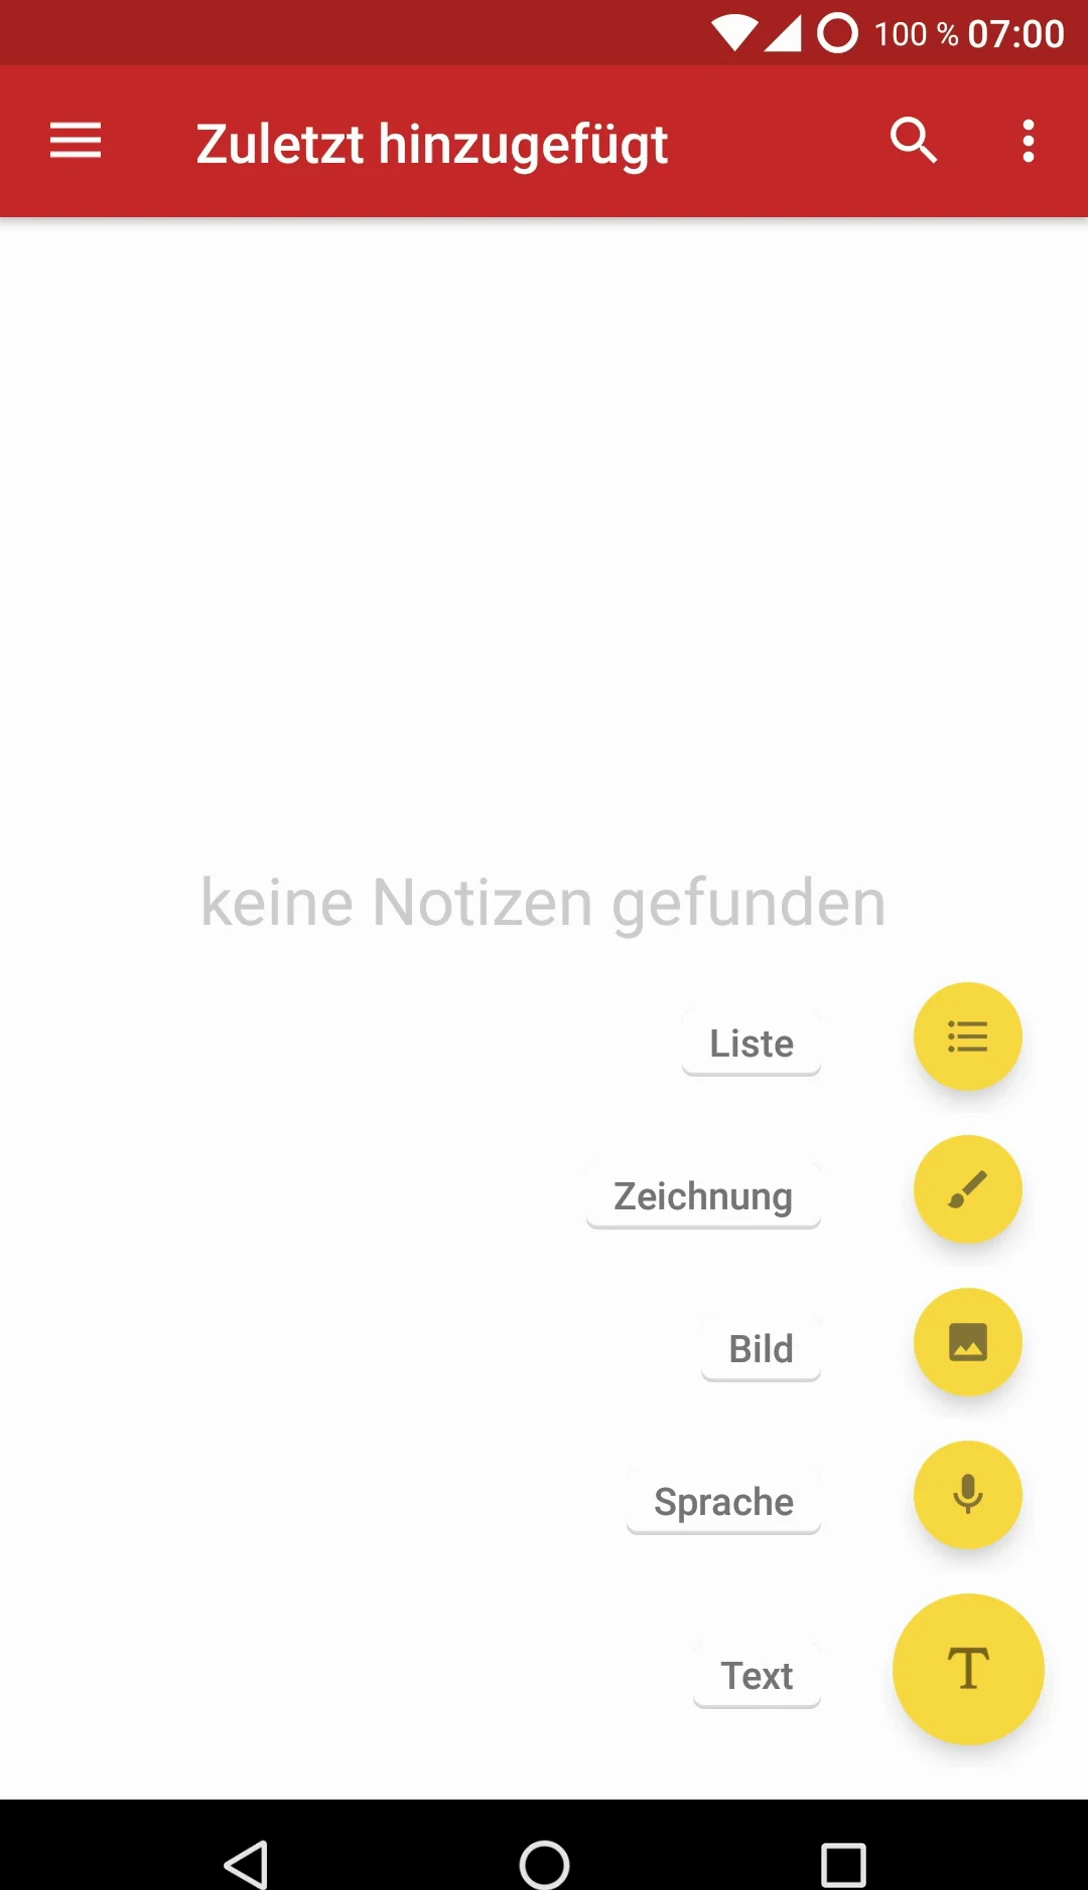 100 % 07:00
Zuletzt hinzugefügt
keine Notizen gefunden
Liste
Zeichnung
Bild
Sprache
Text